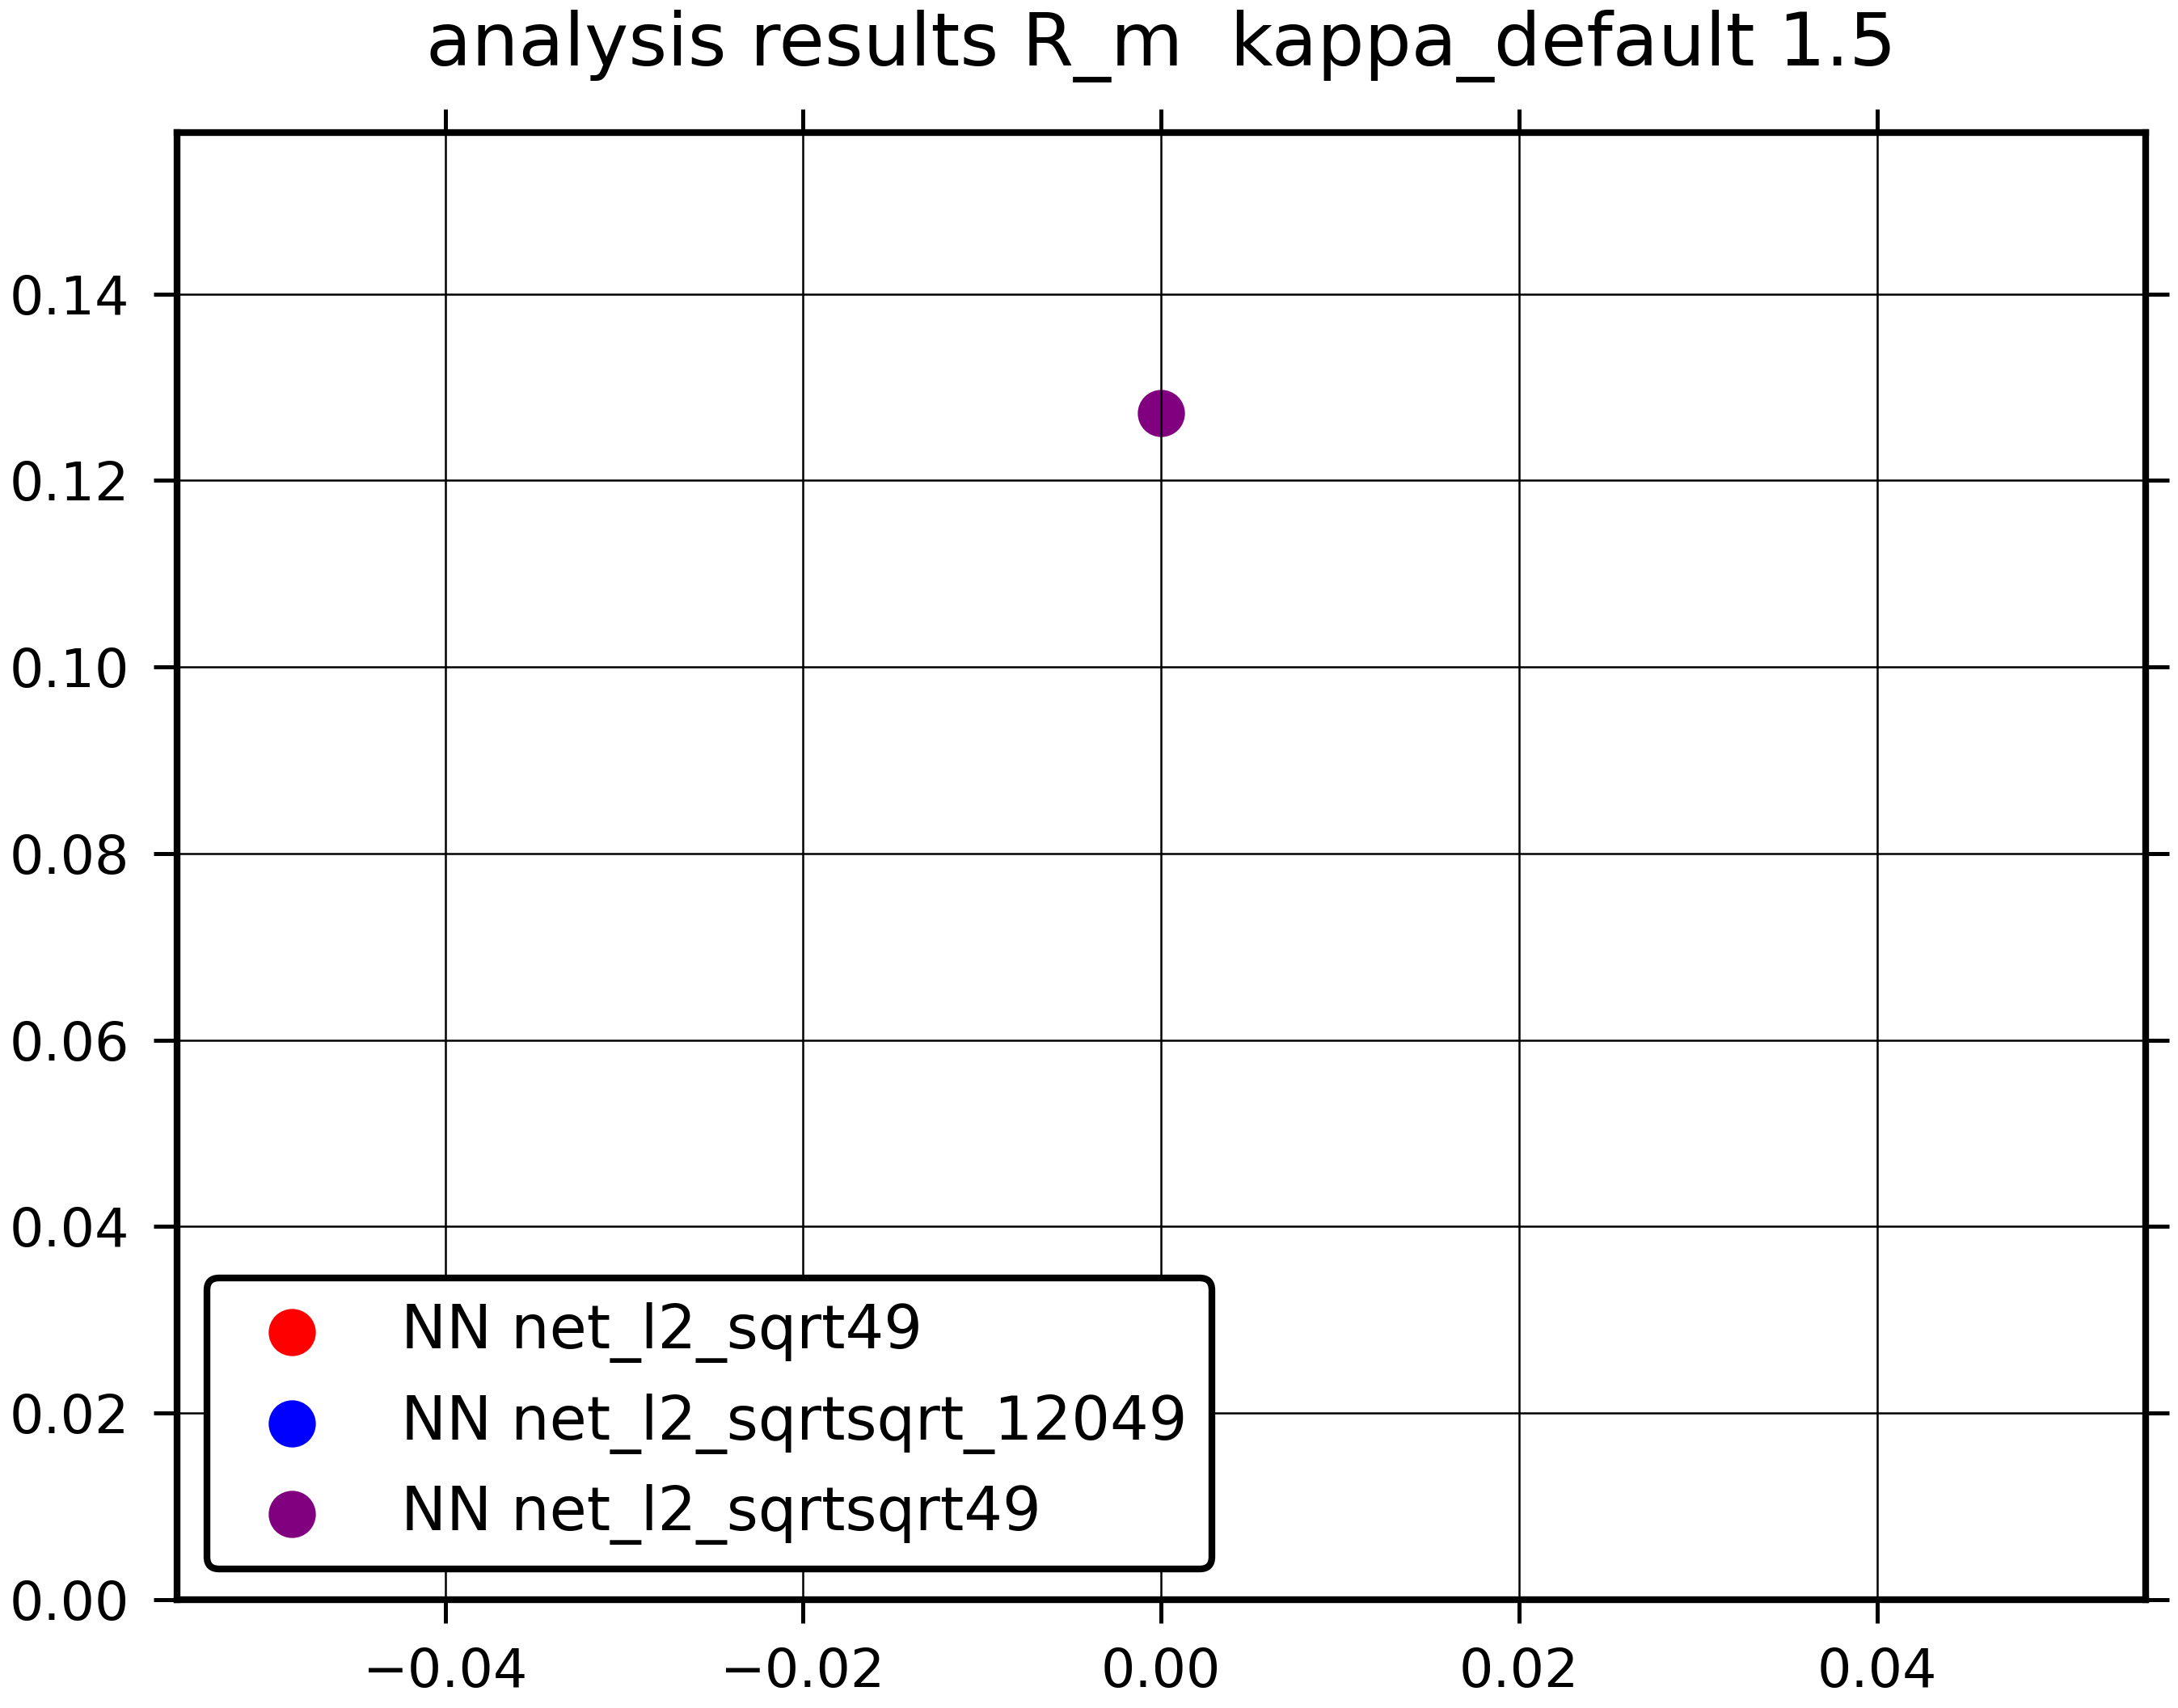 analysis results R_m  kappa_default 1.5
0.14
0.12
0.10
0.08
0.06
0.04
0.02
0.00
NN net_l2_sqrt49
NN net_l2_sqrtsqrt_12049
NN net_l2_sqrtsqrt49
−0.04 −0.02 0.00 0.02 0.04